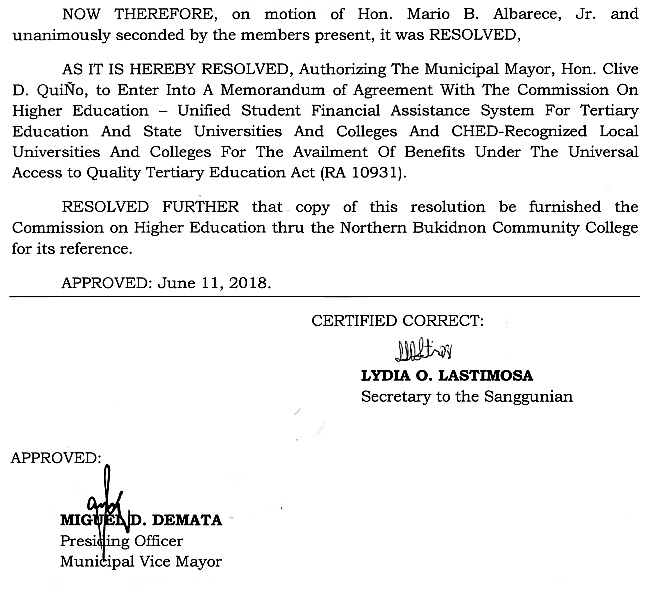 NOW THEREFORE, on motion of Hon. Mario B. Albarece, Jr. and
unanimously seconded by the members present, it was RESOLVED,
AS IT IS HEREBY RESOLVED, Authorizing The Municipal Mayor, Hon. Clive
D. QuiÑo, to Enter Into A Memorandum of Agreement With The Commission On
Higher Education – Unified Student Financial Assistance System For Tertiary
Education And State Universities And Colleges And CHED-Recognized Local
Universities And Colleges For The Availment Of Benefits Under The Universal
Access to Quality Tertiary Education Act (RA 10931).
RESOLVED FURTHER that copy of this resolution be furnished the
Commission on Higher Education thru the Northern Bukidnon Community College
for its reference.
APPROVED: June 11, 2018.
CERTIFIED CORRECT:
LYDIA O. LASTIMOSA
Secretary to the Sanggunian
APPROVED:
MIGUEL D. DEMATA
Presiding Officer
Municipal Vice Mayor